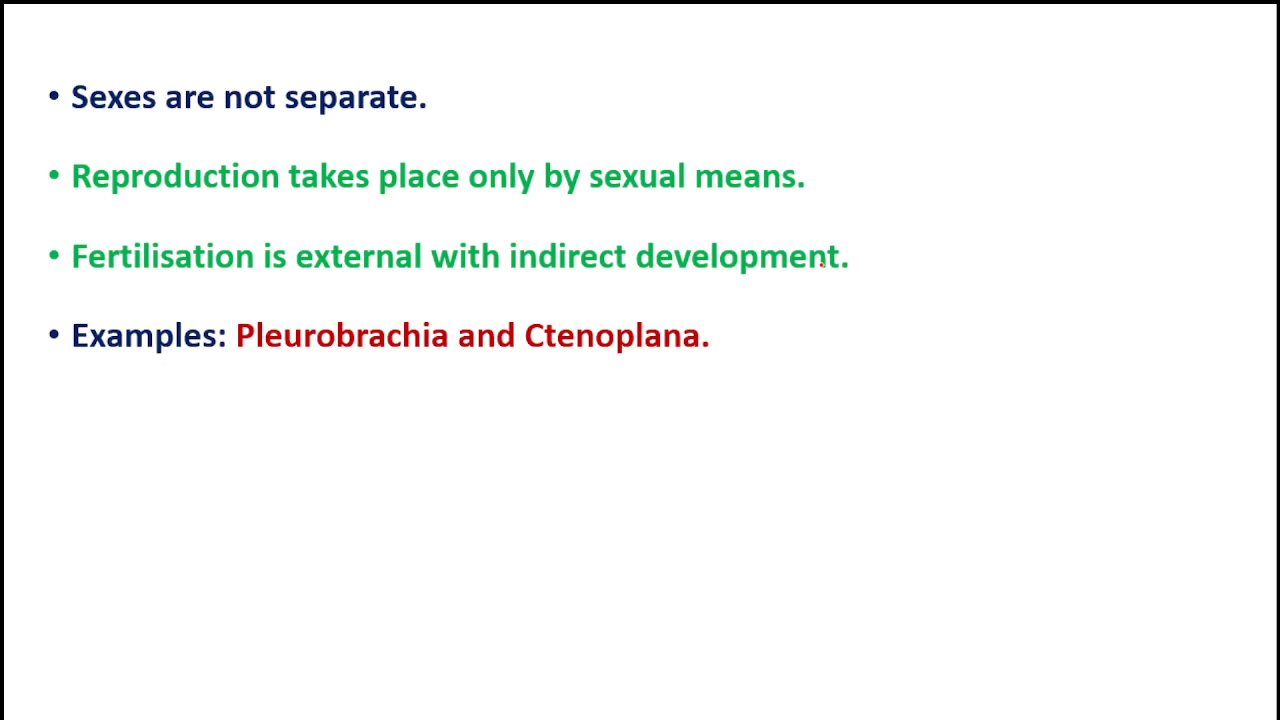 • Sexes are not separate.
• Reproduction takes place only by sexual means.
• Fertilisation is external with indirect development.
• Examples: Pleurobrachia and Ctenoplana.